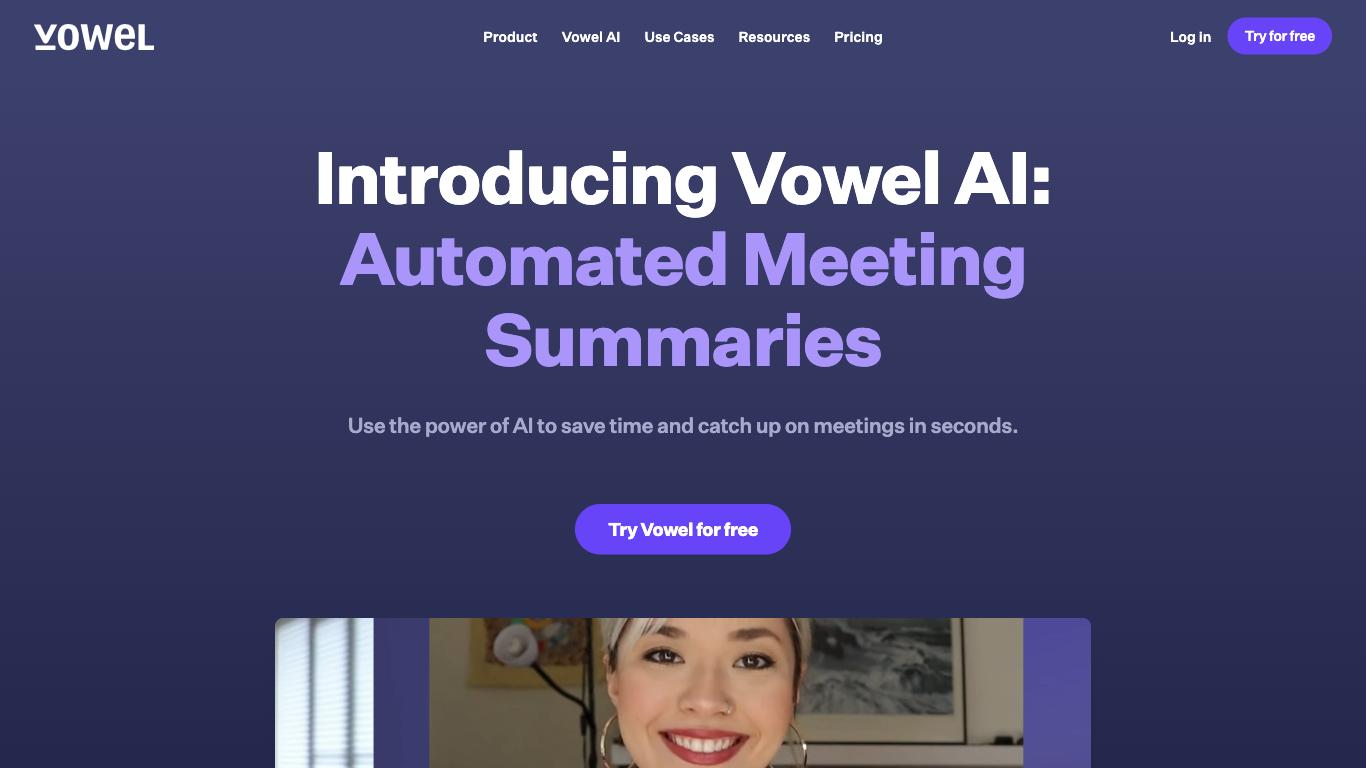 vowel
Product
Vowel AI
Use Cases
Resources
Pricing
Log in
Try for free
Introducing Vowel AI:
Automated Meeting
Summaries
Use the power of AI to save time and catch up on meetings in seconds.
Try Vowel for free